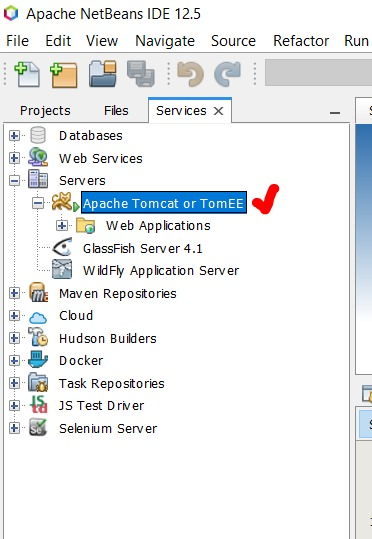 Apache NetBeans IDE 12.5
File Edit View Navigate Source Refactor Run
Projects Files Services
Databases
Web Services
Servers
Apache Tomcat or TomEE
Web Applications
GlassFish Server 4.1
WildFly Application Server
Maven Repositories
Cloud
Hudson Builders
Docker
Task Repositories
JS Test Driver
Selenium Server